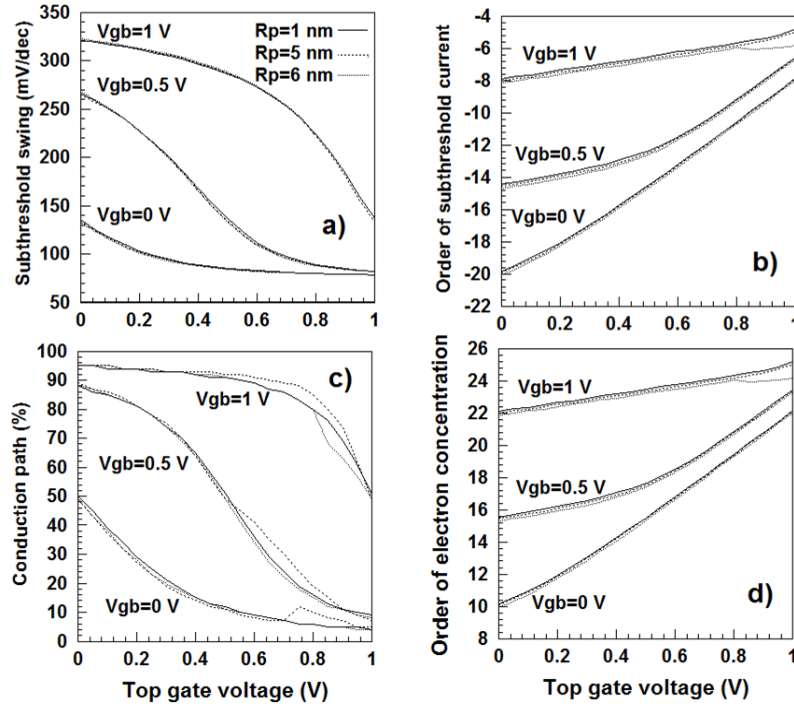 Subthreshold swing (mV/dec)
350
300
250
200
150
100
50
Vgb=1 V
Vgb=0.5 V
Vgb=0 V
Rp=1 nm
Rp=5 nm
Rp=6 nm
a)
0 0.2 0.4 0.6 0.8 1
Order of subthreshold current
-4
-6
-8
-10
-12
-14
-16
-18
-20
-22
Vgb=1 V
Vgb=0.5 V
Vgb=0 V
b)
0 0.2 0.4 0.6 0.8 1
Conduction path (%)
100
90
80
70
60
50
40
30
20
10
0
c)
Vgb=1 V
Vgb=0.5 V
Vgb=0 V
0 0.2 0.4 0.6 0.8 1
Top gate voltage (V)
Order of electron concentration
26
24
22
20
18
16
14
12
10
8
Vgb=1 V
Vgb=0.5 V
Vgb=0 V
d)
0 0.2 0.4 0.6 0.8 1
Top gate voltage (V)